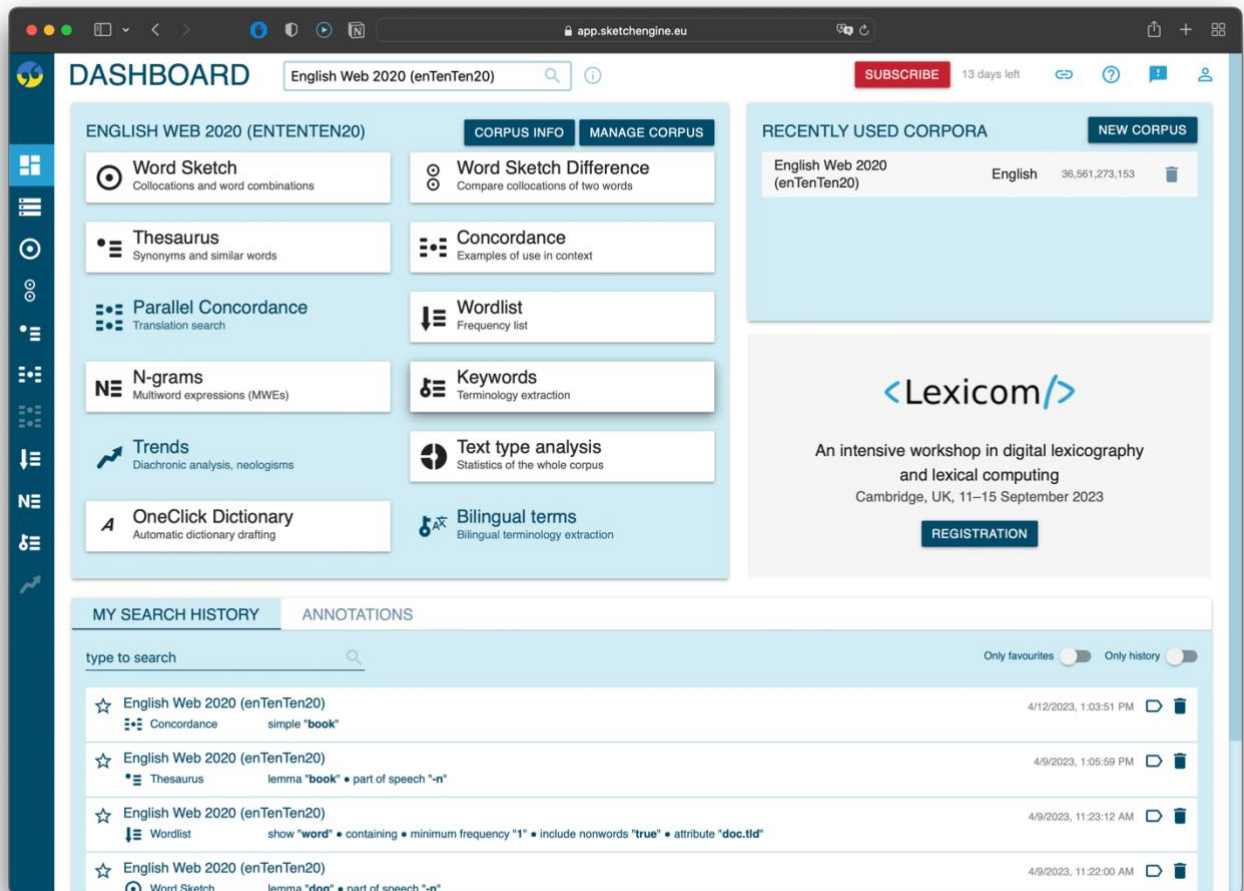 app.sketchengine.eu
DASHBOARD
English Web 2020 (enTenTen20)
SUBSCRIBE
13 days left
ENGLISH WEB 2020 (ENTENTEN20)
CORPUS INFO
MANAGE CORPUS
Word Sketch
Collocations and word combinations
Word Sketch Difference
Compare collocations of two words
Thesaurus
Synonyms and similar words
Concordance
Examples of use in context
Parallel Concordance
Translation search
Wordlist
Frequency list
N-grams
Multiword expressions (MWEs)
Keywords
Terminology extraction
Trends
Diachronic analysis, neologisms
Text type analysis
Statistics of the whole corpus
OneClick Dictionary
Automatic dictionary drafting
Bilingual terms
Bilingual terminology extraction
RECENTLY USED CORPORA
NEW CORPUS
English Web 2020
(enTenTen20)
English
36,561,273,153
<Lexicom/>
An intensive workshop in digital lexicography
and lexical computing
Cambridge, UK, 11–15 September 2023
REGISTRATION
MY SEARCH HISTORY
ANNOTATIONS
type to search
Only favourites
Only history
English Web 2020 (enTenTen20)
4/12/2023, 1:03:51 PM
Concordance simple "book"
English Web 2020 (enTenTen20)
4/9/2023, 1:05:59 PM
Thesaurus lemma "book" • part of speech "-n"
English Web 2020 (enTenTen20)
4/9/2023, 11:23:12 AM
Wordlist show "word" • containing • minimum frequency "1" • include nonwords "true" • attribute "doc.tld"
English Web 2020 (enTenTen20)
4/9/2023, 11:22:00 AM
Word Sketch lemma "dog" • part of speech "-n"